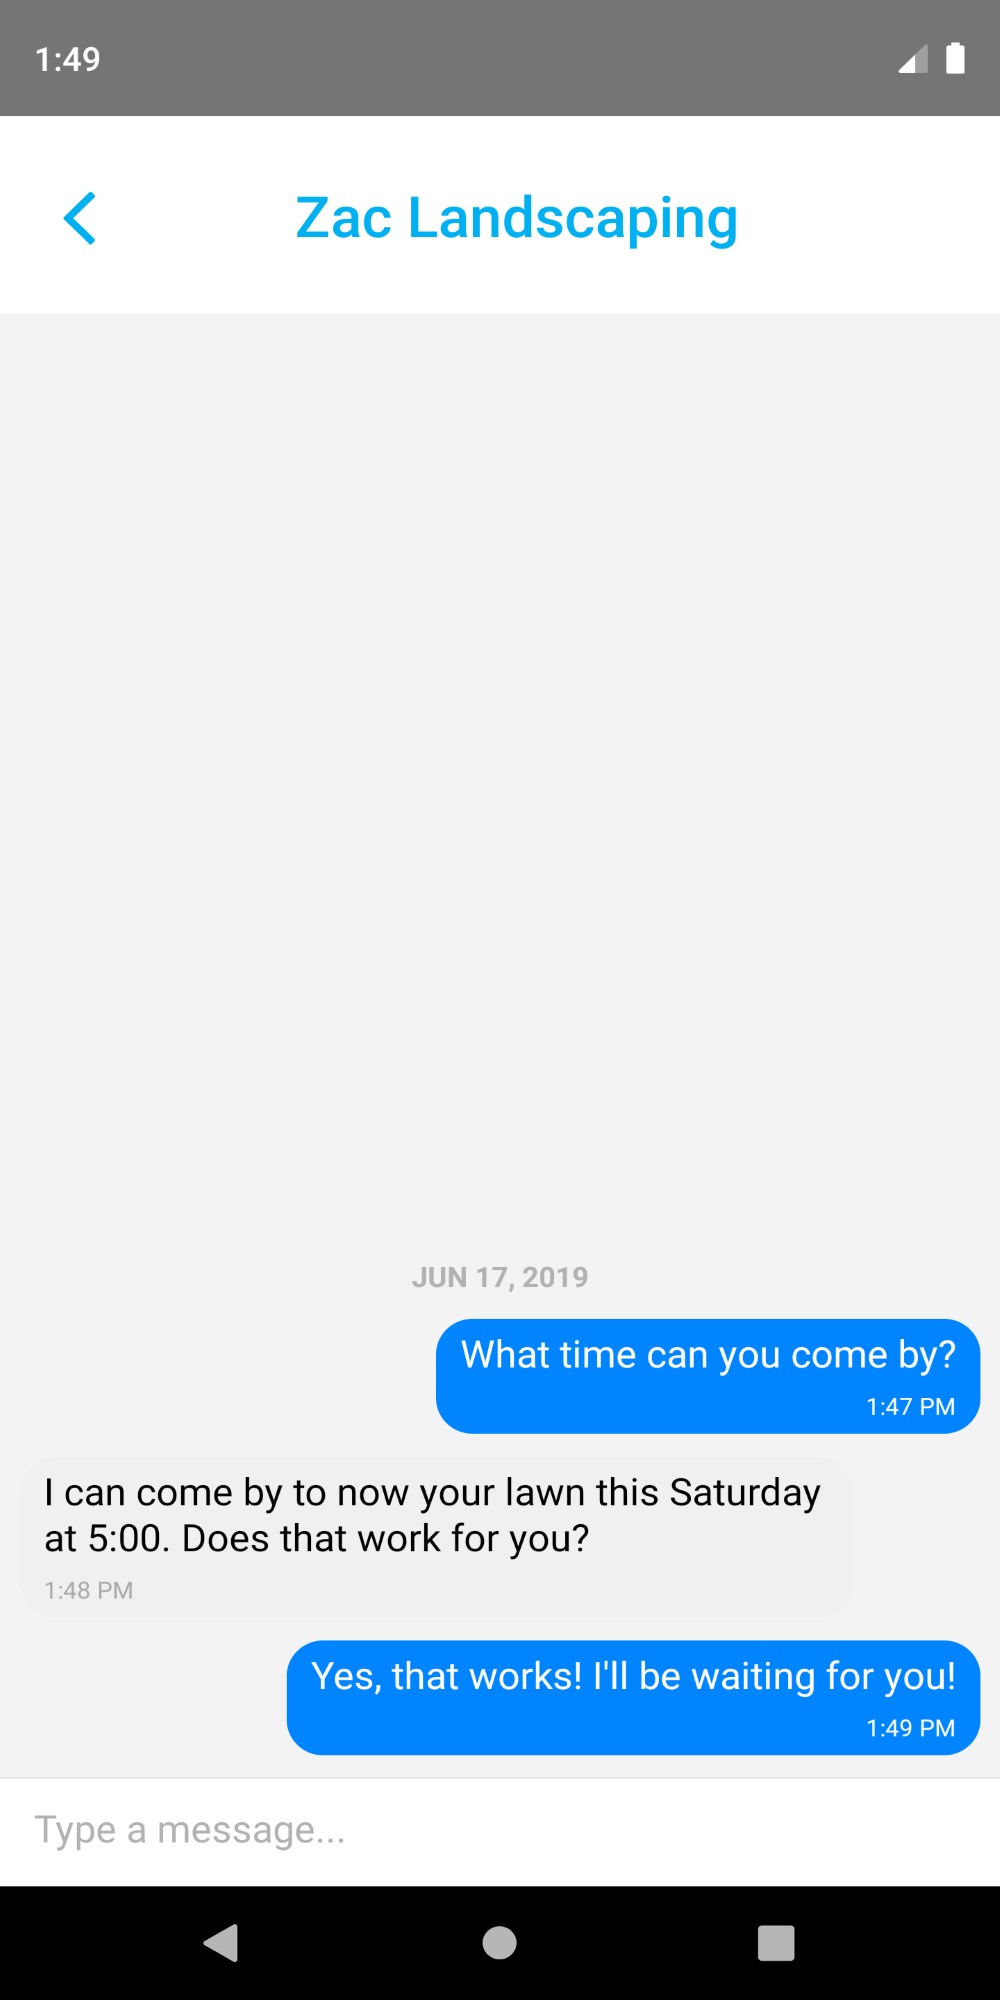 1:49
Zac Landscaping
JUN 17, 2019
What time can you come by?
1:47 PM
I can come by to now your lawn this Saturday
at 5:00. Does that work for you?
1:48 PM
Yes, that works! I'll be waiting for you!
1:49 PM
Type a message...